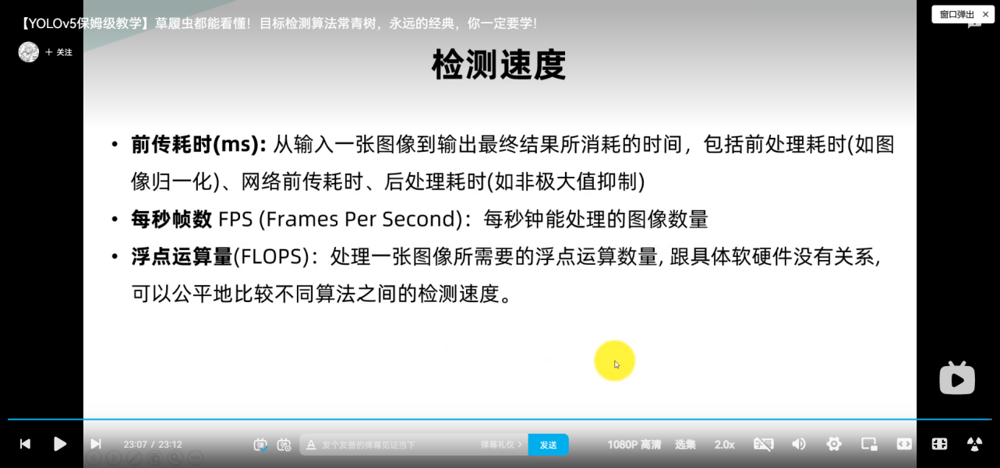 【YOLOv5保姆级教学】草履虫都能看懂！目标检测算法常青树，永远的经典，你一定要学！
窗口弹出 ×
+ 关注
检测速度
• 前传耗时(ms): 从输入一张图像到输出最终结果所消耗的时间，包括前处理耗时(如图
像归一化)、网络前传耗时、后处理耗时(如非极大值抑制)
• 每秒帧数 FPS (Frames Per Second)：每秒钟能处理的图像数量
• 浮点运算量(FLOPS)：处理一张图像所需要的浮点运算数量, 跟具体软硬件没有关系,
可以公平地比较不同算法之间的检测速度。
23:07 / 23:12
弹
弹
A 发个友善的弹幕见证当下
弹幕礼仪 >
发送
1080P 高清
选集
2.0x
字幕